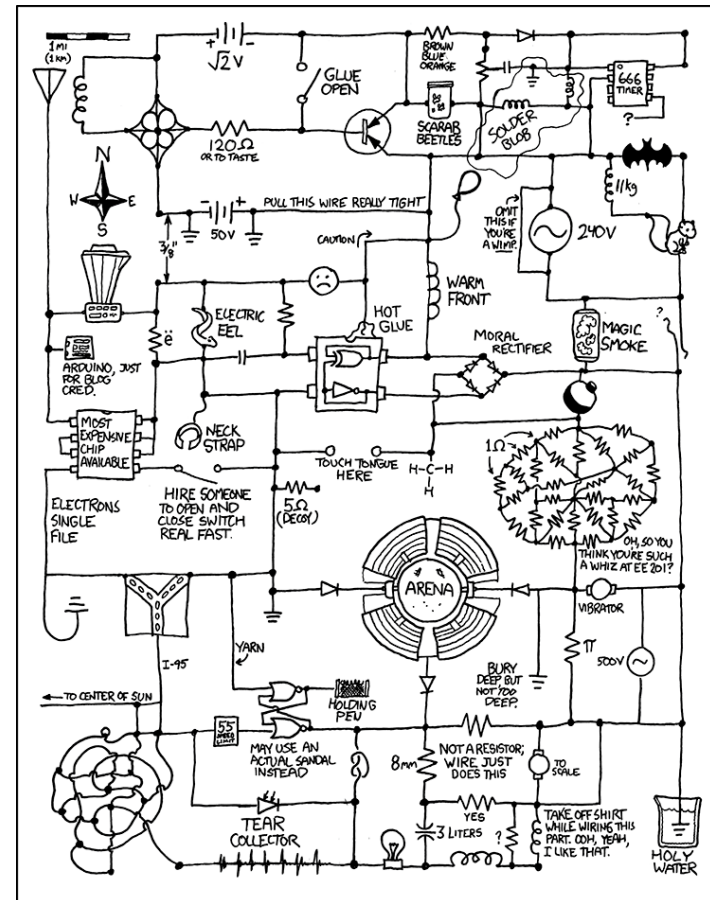 1 MI
(1 KM)
+ -
√2 V
GLUE
OPEN
BROWN
BLUE
ORANGE
666
TIMER
?
SCARAB
BEETLES
SOLDER
BLOB
120Ω
OR TO TASTE
N
W E
S
- +
50V
PULL THIS WIRE REALLY TIGHT
11kg
OMIT
THIS IF
YOU'RE
A WIMP.
240V
3/8"
CAUTION
WARM
FRONT
ELECTRIC
EEL
HOT
GLUE
ë
MORAL
RECTIFIER
MAGIC
SMOKE
?
ARDUINO, JUST
FOR BLOG
CRED.
MOST
EXPENSIVE
CHIP
AVAILABLE
NECK
STRAP
TOUCH TONGUE
HERE
H-C-H
H
1Ω
ELECTRONS
SINGLE
FILE
HIRE SOMEONE
TO OPEN AND
CLOSE SWITCH
REAL FAST.
5Ω
(DECOY)
OH, SO YOU
THINK YOU'RE SUCH
A WHIZ AT EE 201?
ARENA
VIBRATOR
I-95
YARN
π
500V
BURY
DEEP, BUT
NOT TOO
DEEP.
TO CENTER OF SUN
HOLDING
PEN
55
SPEED
LIMIT
MAY USE AN
ACTUAL SANDAL
INSTEAD
8mm
NOT A RESISTOR;
WIRE JUST
DOES THIS
TO
SCALE
YES
TEAR
COLLECTOR
3 LITERS
?
TAKE OFF SHIRT
WHILE WIRING THIS
PART. OOH, YEAH,
I LIKE THAT.
HOLY
WATER